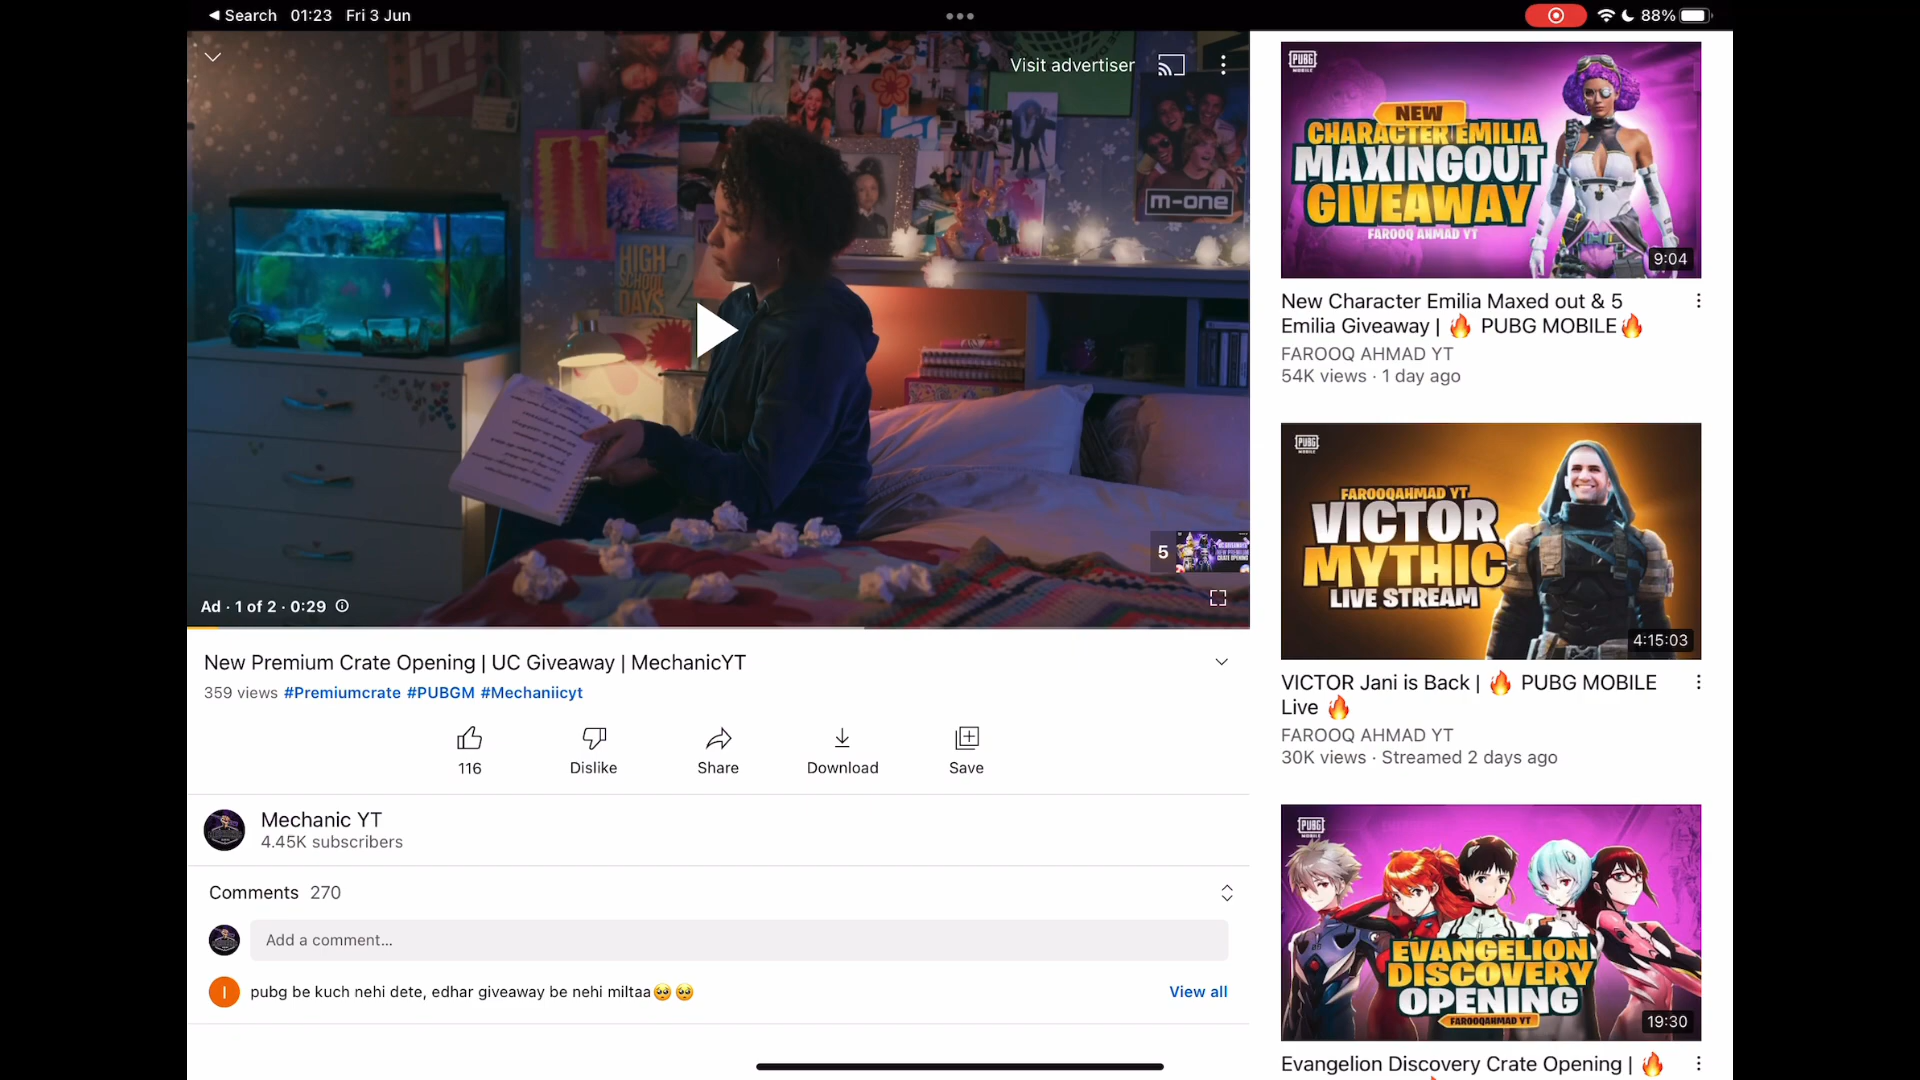 Search 01:23 Fri 3 Jun
88%
Visit advertiser
IT!
m-one
HIGH
SCHOOL
DAYS
5
Ad · 1 of 2 · 0:29
New Premium Crate Opening | UC Giveaway | MechanicYT
359 views #Premiumcrate #PUBGM #Mechaniicyt
116
Dislike
Share
Download
Save
Mechanic YT
4.45K subscribers
Comments 270
Add a comment...
I
pubg be kuch nehi dete, edhar giveaway be nehi miltaa🥺🥺
View all
PUBG
MOBILE
NEW
CHARACTER EMILIA
MAXINGOUT
GIVEAWAY
FAROOQ AHMAD YT
9:04
New Character Emilia Maxed out & 5
Emilia Giveaway | 🔥 PUBG MOBILE🔥
FAROOQ AHMAD YT
54K views · 1 day ago
PUBG
MOBILE
FAROOQAHMAD YT
VICTOR
MYTHIC
LIVE STREAM
4:15:03
VICTOR Jani is Back | 🔥 PUBG MOBILE
Live 🔥
FAROOQ AHMAD YT
30K views · Streamed 2 days ago
PUBG
MOBILE
EVANGELION
DISCOVERY
OPENING
FAROOQAHMAD YT
19:30
Evangelion Discovery Crate Opening | 🔥